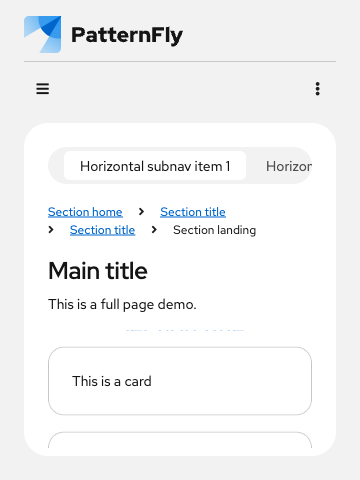 PatternFly
Horizontal subnav item 1 Horizon
Section home Section title
Section title Section landing
Main title
This is a full page demo.
This is a card